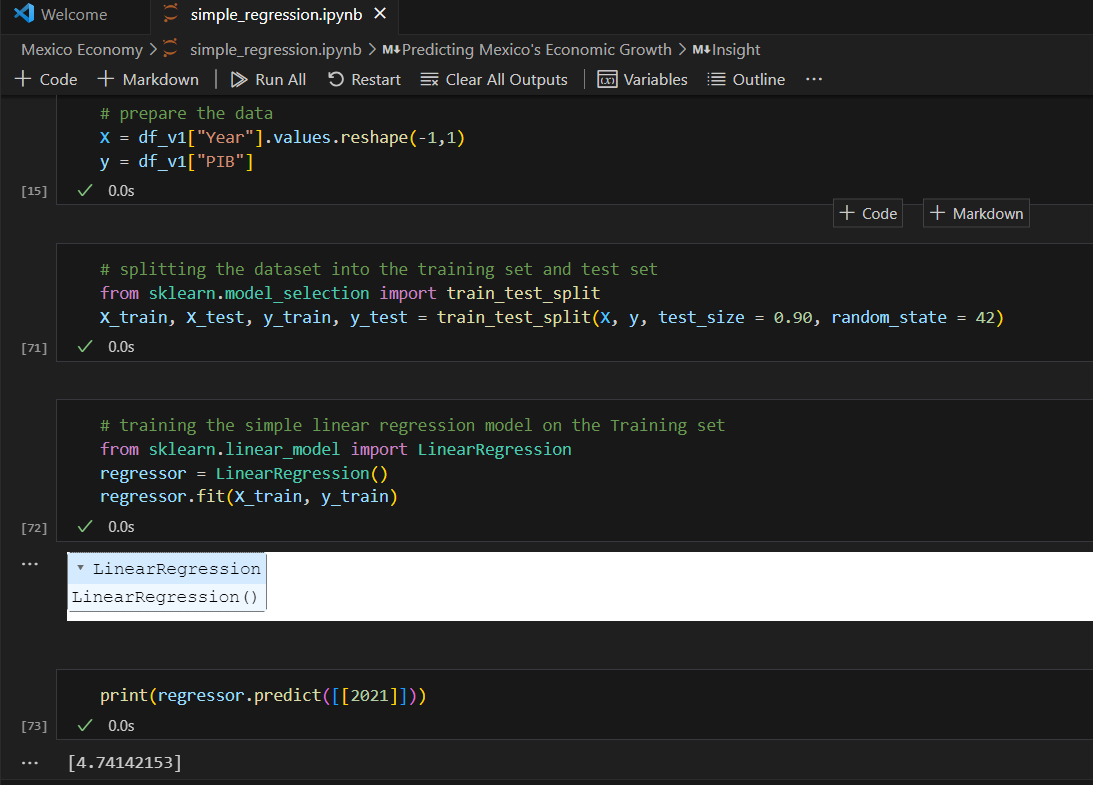 Welcome
simple_regression.ipynb ×
Mexico Economy > simple_regression.ipynb > M↓Predicting Mexico's Economic Growth > M↓Insight
+ Code + Markdown | Run All Restart Clear All Outputs | Variables Outline ...
# prepare the data
X = df_v1["Year"].values.reshape(-1,1)
y = df_v1["PIB"]
[15] ✓ 0.0s
+ Code + Markdown
# splitting the dataset into the training set and test set
from sklearn.model_selection import train_test_split
X_train, X_test, y_train, y_test = train_test_split(X, y, test_size = 0.90, random_state = 42)
[71] ✓ 0.0s
# training the simple linear regression model on the Training set
from sklearn.linear_model import LinearRegression
regressor = LinearRegression()
regressor.fit(X_train, y_train)
[72] ✓ 0.0s
... ▾ LinearRegression
LinearRegression()
print(regressor.predict([[2021]]))
[73] ✓ 0.0s
... [4.74142153]